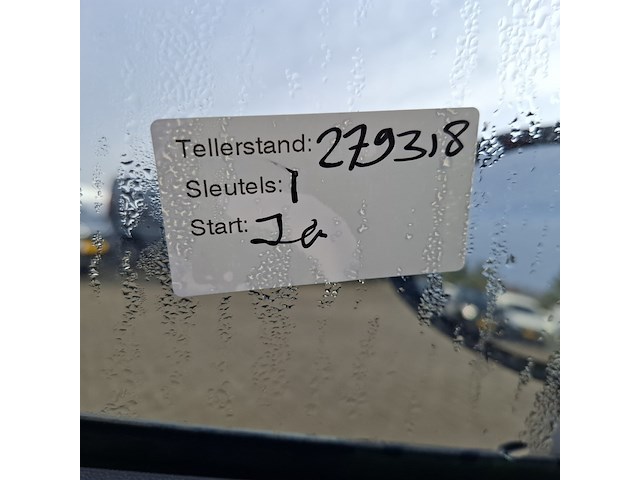 Tellerstand: 279318
Sleutels: 1
Start: Ja